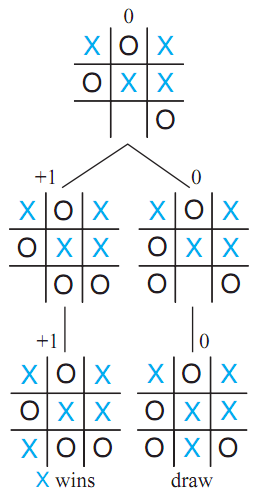 0
X O X
O X X
O
+1 0
X O X X O X
O X X O X X
O O O O
+1 0
X O X X O X
O X X O X X
X O O O X O
X wins draw